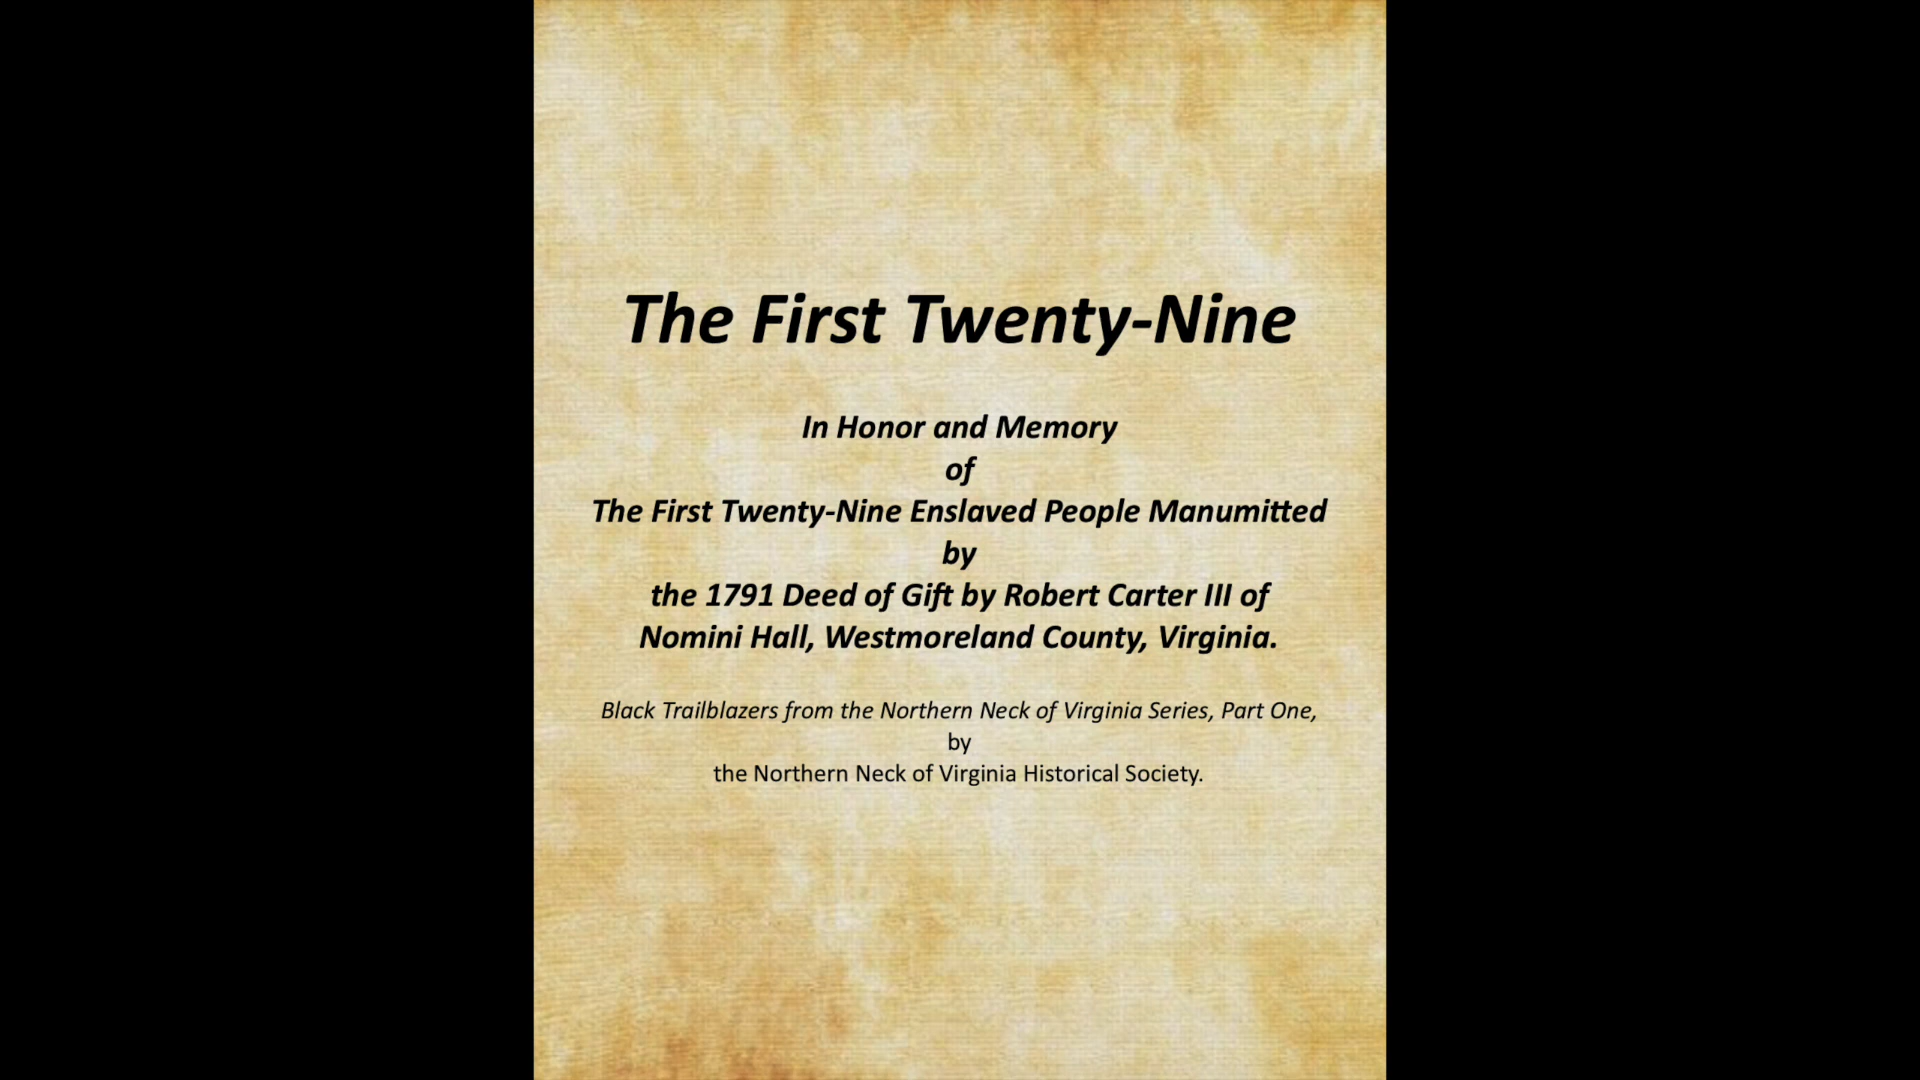 The First Twenty-Nine
In Honor and Memory
of
The First Twenty-Nine Enslaved People Manumitted
by
the 1791 Deed of Gift by Robert Carter III of
Nomini Hall, Westmoreland County, Virginia.
Black Trailblazers from the Northern Neck of Virginia Series, Part One,
by
the Northern Neck of Virginia Historical Society.